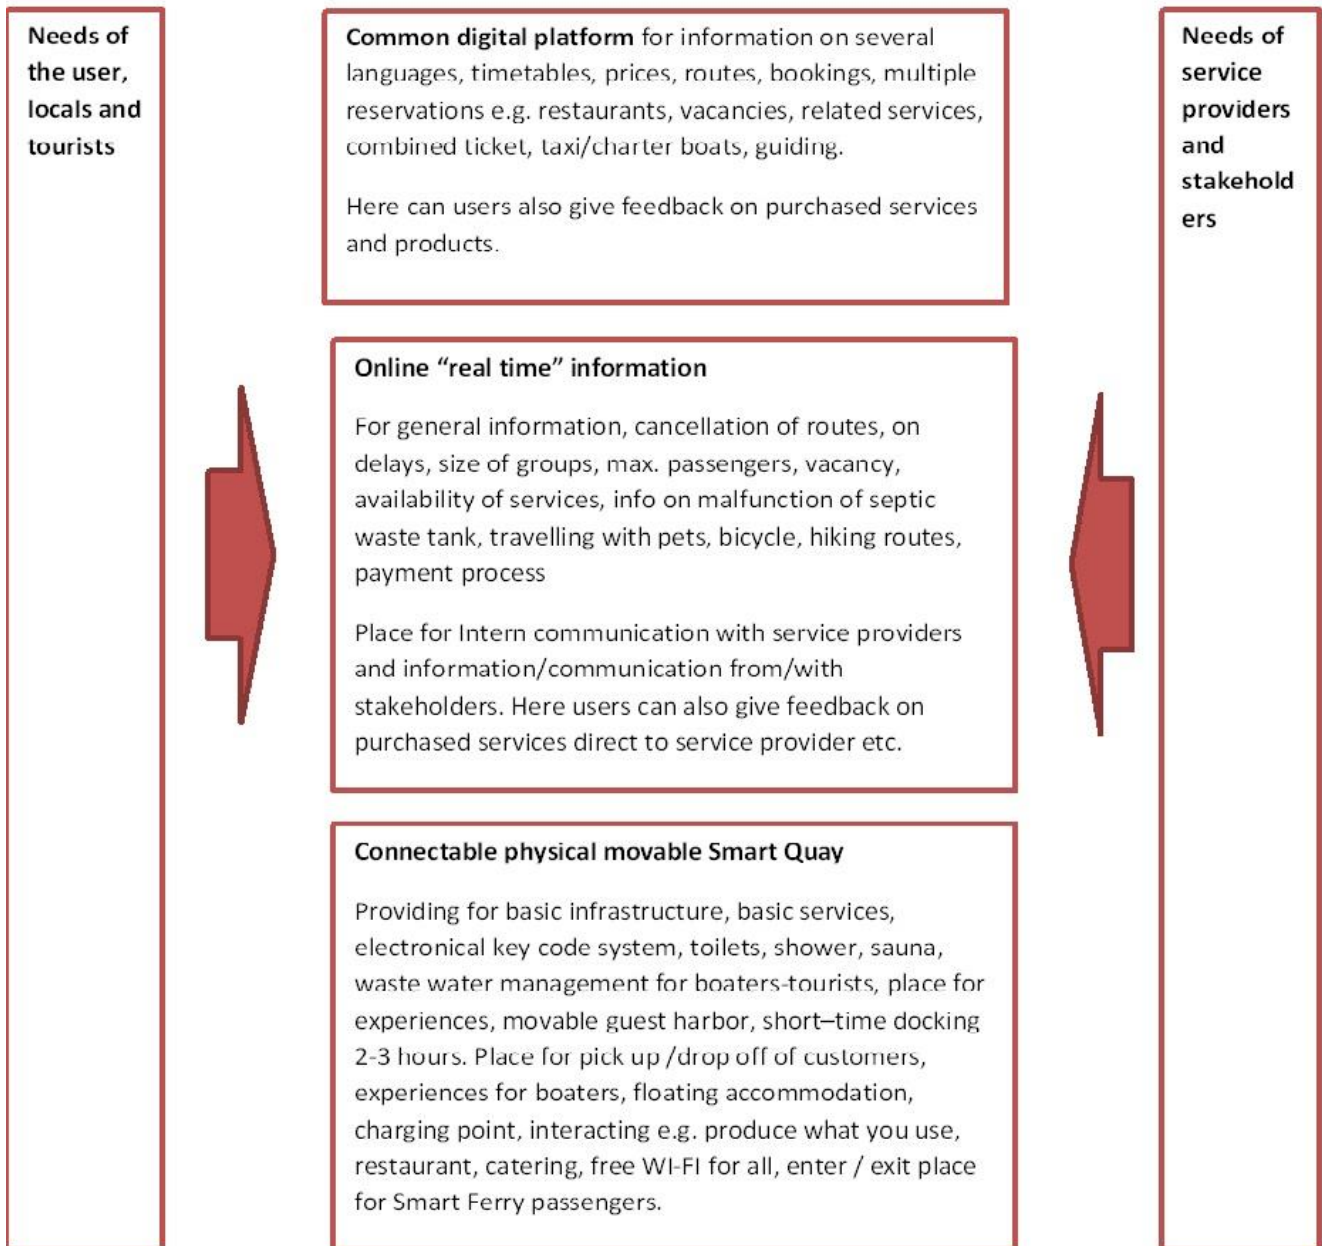 Needs of
the user,
locals and
tourists
Common digital platform for information on several
languages, timetables, prices, routes, bookings, multiple
reservations e.g. restaurants, vacancies, related services,
combined ticket, taxi/charter boats, guiding.
Here can users also give feedback on purchased services
and products.
Online “real time” information
For general information, cancellation of routes, on
delays, size of groups, max. passengers, vacancy,
availability of services, info on malfunction of septic
waste tank, travelling with pets, bicycle, hiking routes,
payment process
Place for Intern communication with service providers
and information/communication from/with
stakeholders. Here users can also give feedback on
purchased services direct to service provider etc.
Connectable physical movable Smart Quay
Providing for basic infrastructure, basic services,
electronical key code system, toilets, shower, sauna,
waste water management for boaters-tourists, place for
experiences, movable guest harbor, short–time docking
2-3 hours. Place for pick up /drop off of customers,
experiences for boaters, floating accommodation,
charging point, interacting e.g. produce what you use,
restaurant, catering, free WI-FI for all, enter / exit place
for Smart Ferry passengers.
Needs of
service
providers
and
stakehold
ers